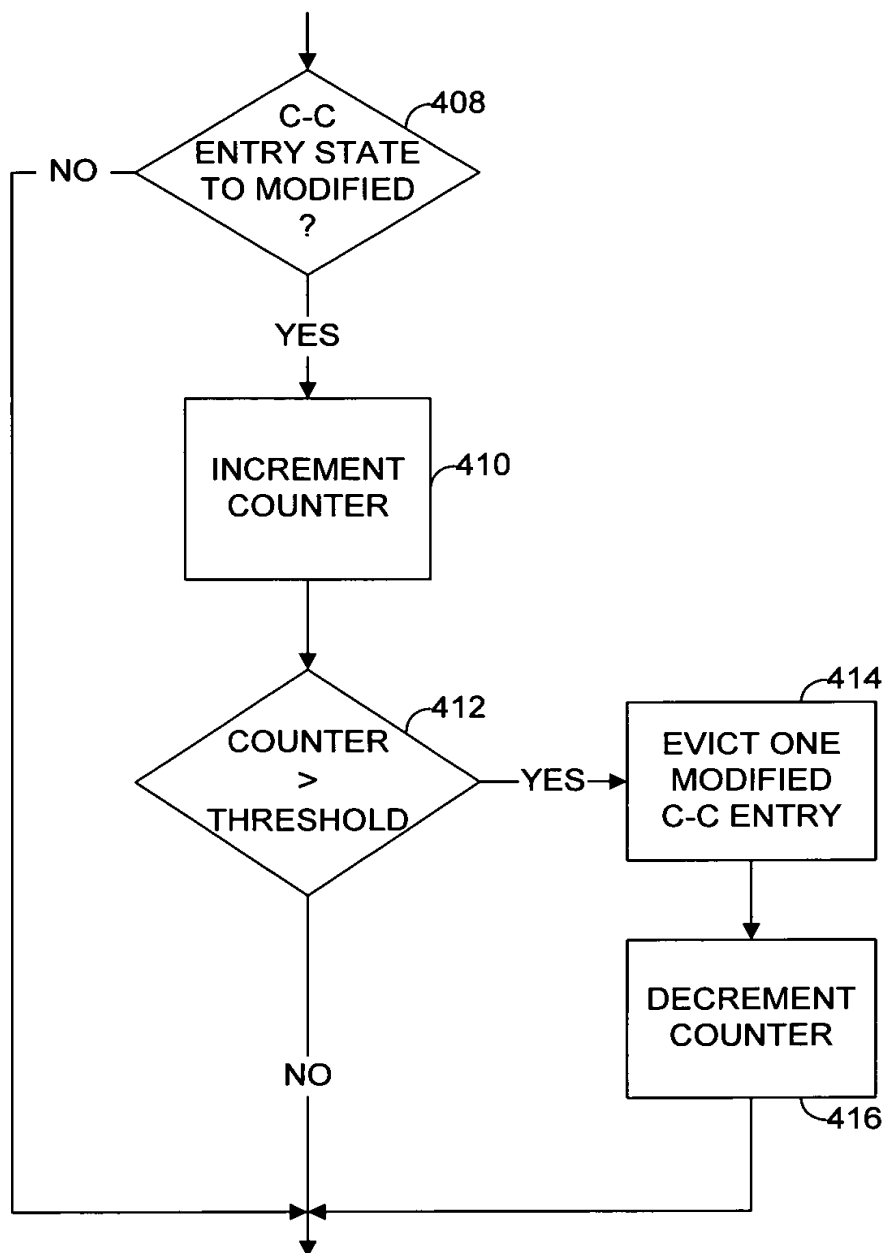 C-C
ENTRY STATE
TO MODIFIED
?
408
NO
YES
INCREMENT
COUNTER
410
COUNTER
>
THRESHOLD
412
YES
EVICT ONE
MODIFIED
C-C ENTRY
414
DECREMENT
COUNTER
416
NO